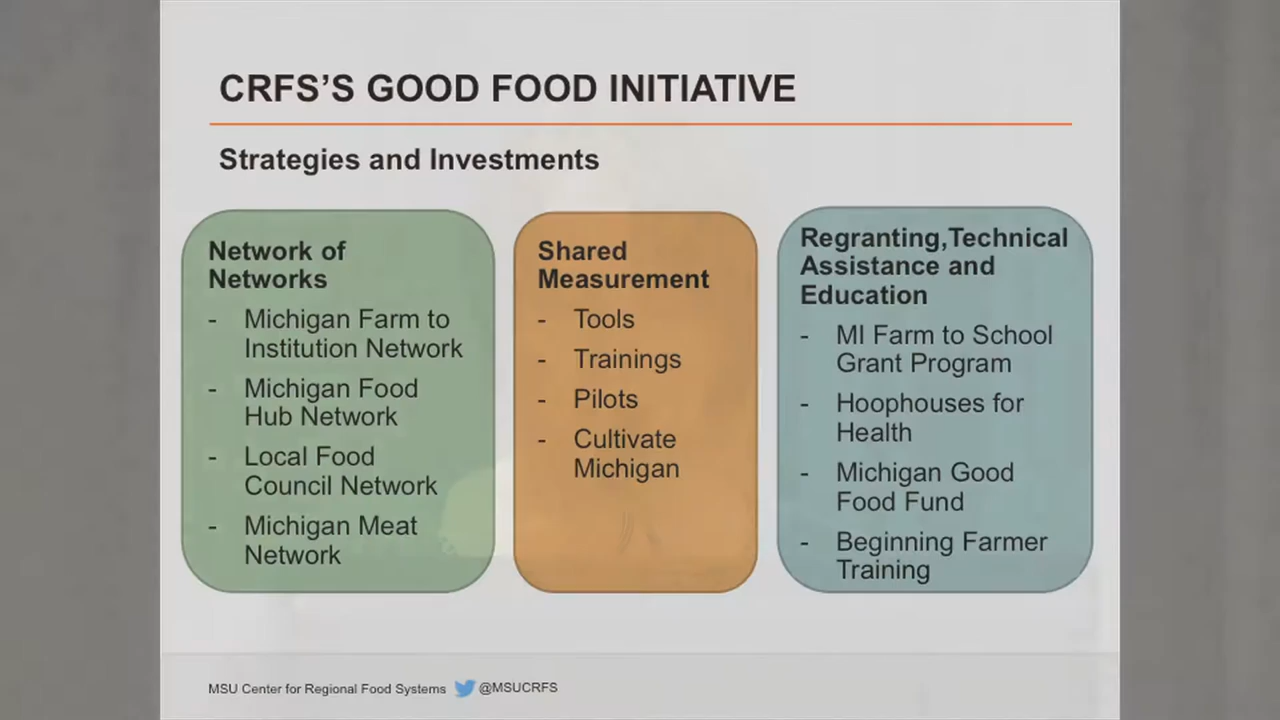 CRFS’S GOOD FOOD INITIATIVE
Strategies and Investments
Network of
Networks
- Michigan Farm to
Institution Network
- Michigan Food
Hub Network
- Local Food
Council Network
- Michigan Meat
Network
Shared
Measurement
- Tools
- Trainings
- Pilots
- Cultivate
Michigan
Regranting,Technical
Assistance and
Education
- MI Farm to School
Grant Program
- Hoophouses for
Health
- Michigan Good
Food Fund
- Beginning Farmer
Training
MSU Center for Regional Food Systems @MSUCRFS